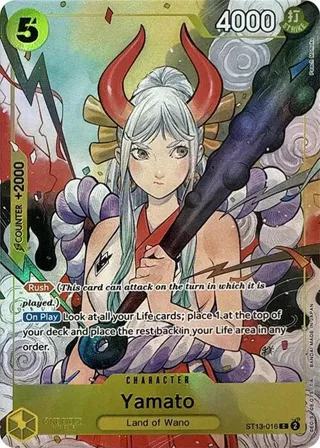 5
4000
打
STRIKE
COUNTER +2000
Rush (This card can attack on the turn in which it is
played.)
On Play Look at all your Life cards; place 1 at the top of
your deck and place the rest back in your Life area in any
order.
CHARACTER
Yamato
Land of Wano
ST13-016 C 2